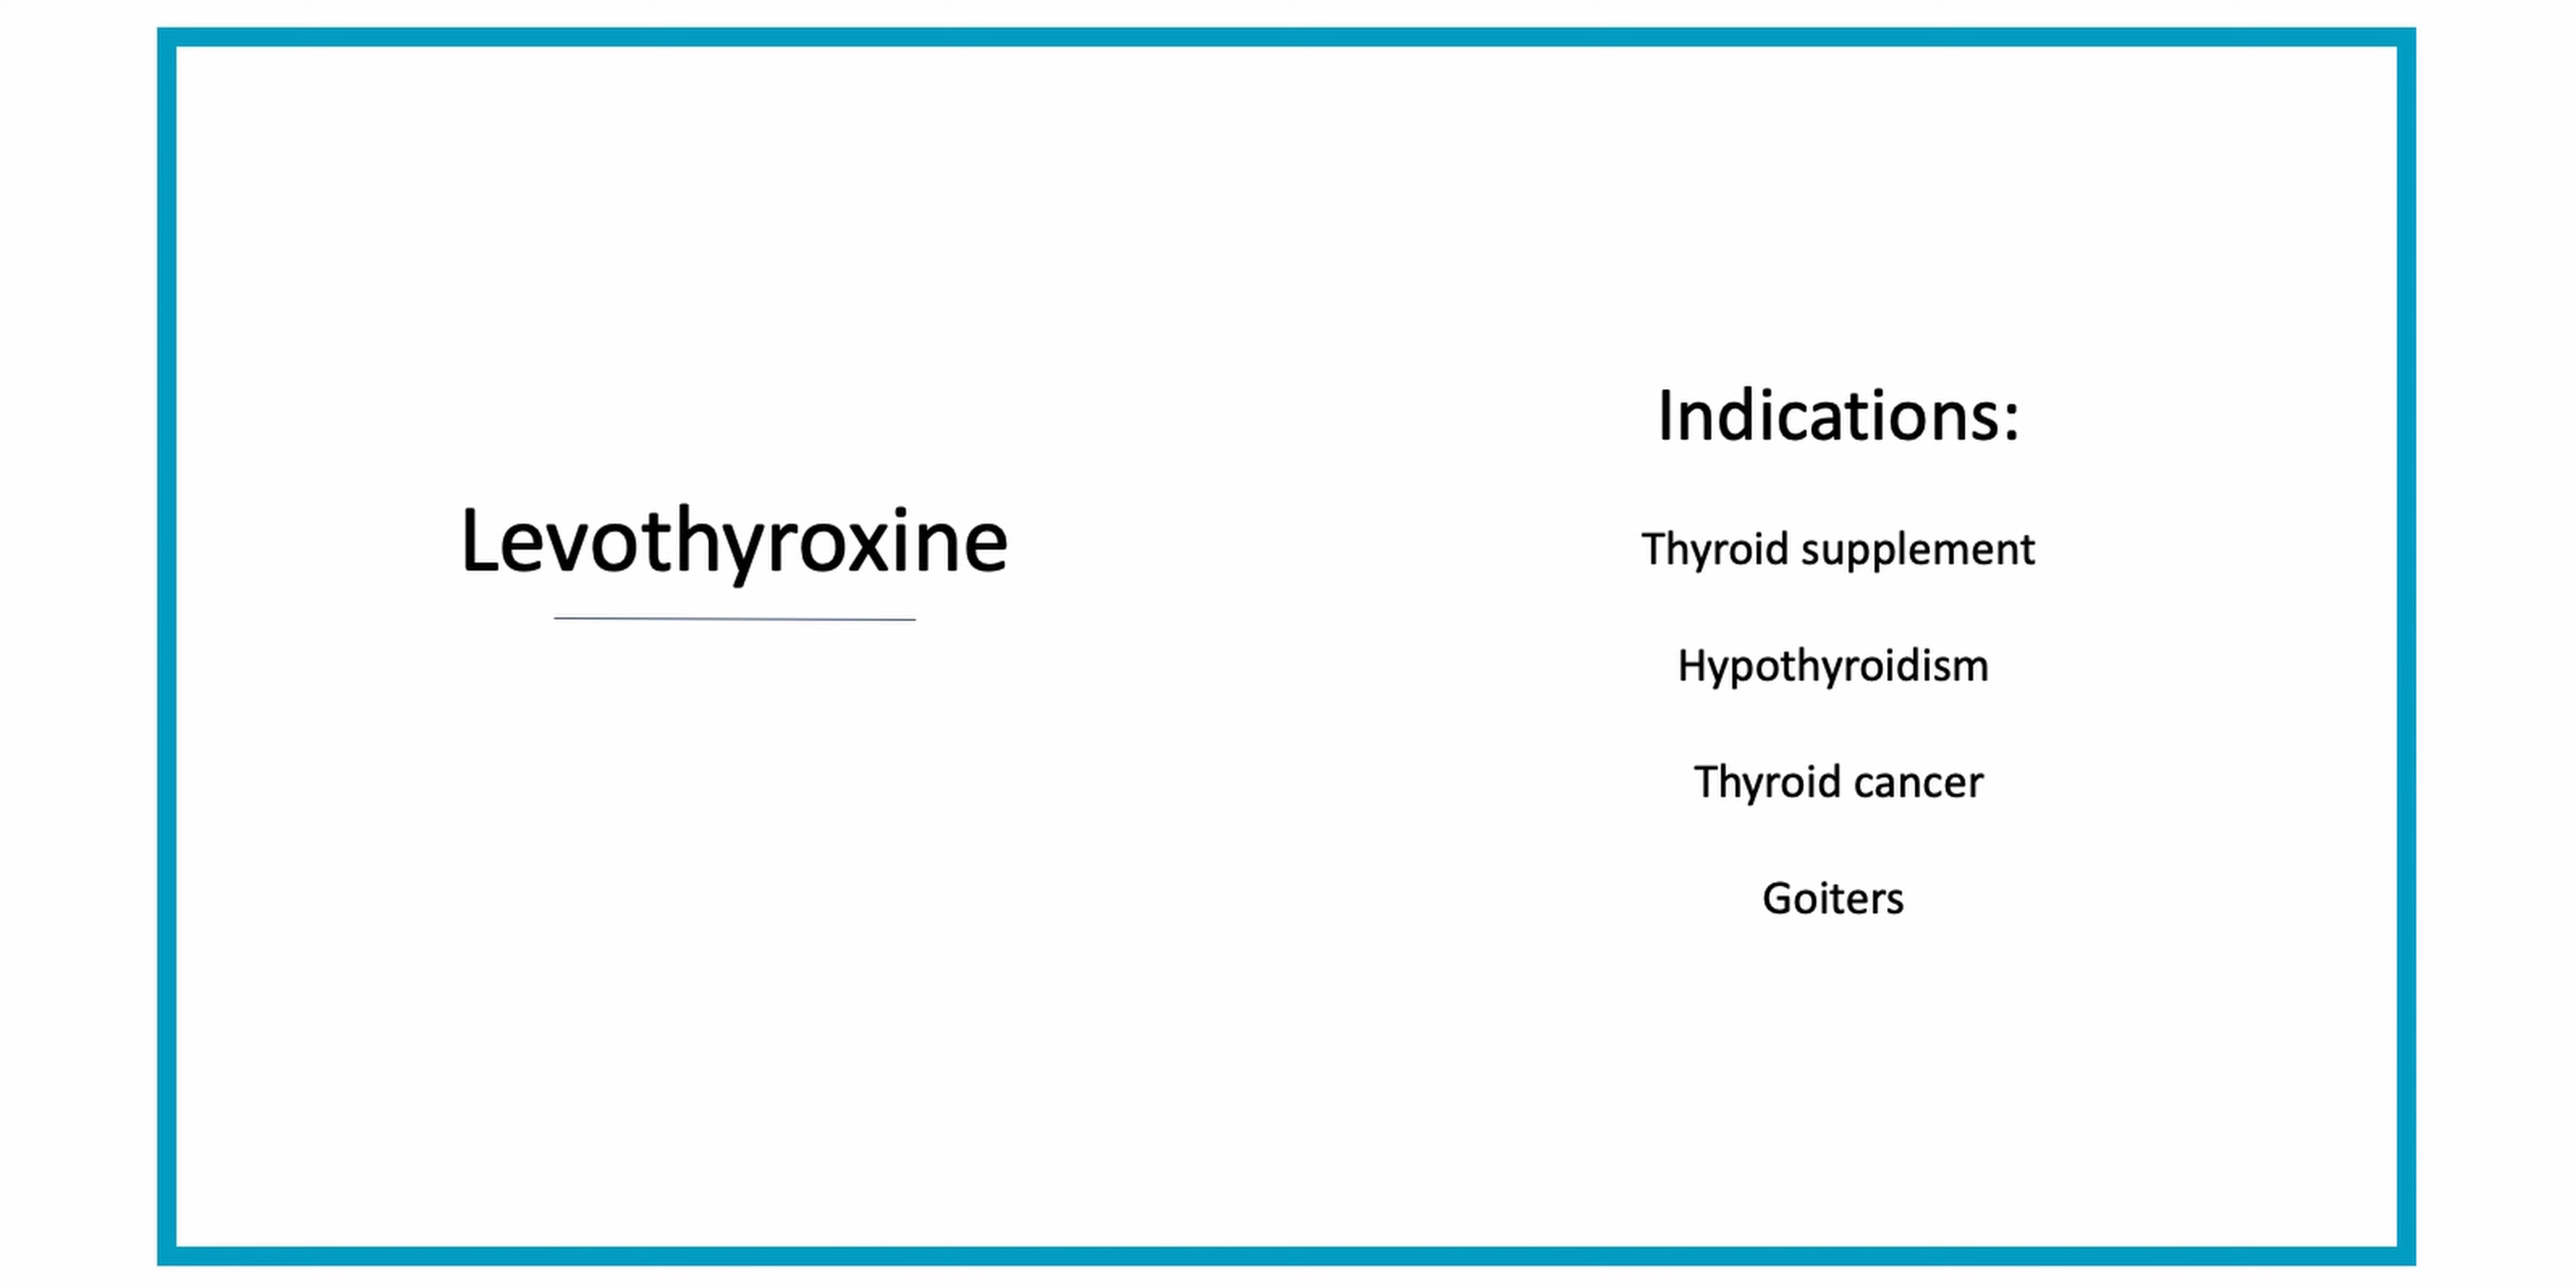 Levothyroxine
Indications:
Thyroid supplement
Hypothyroidism
Thyroid cancer
Goiters